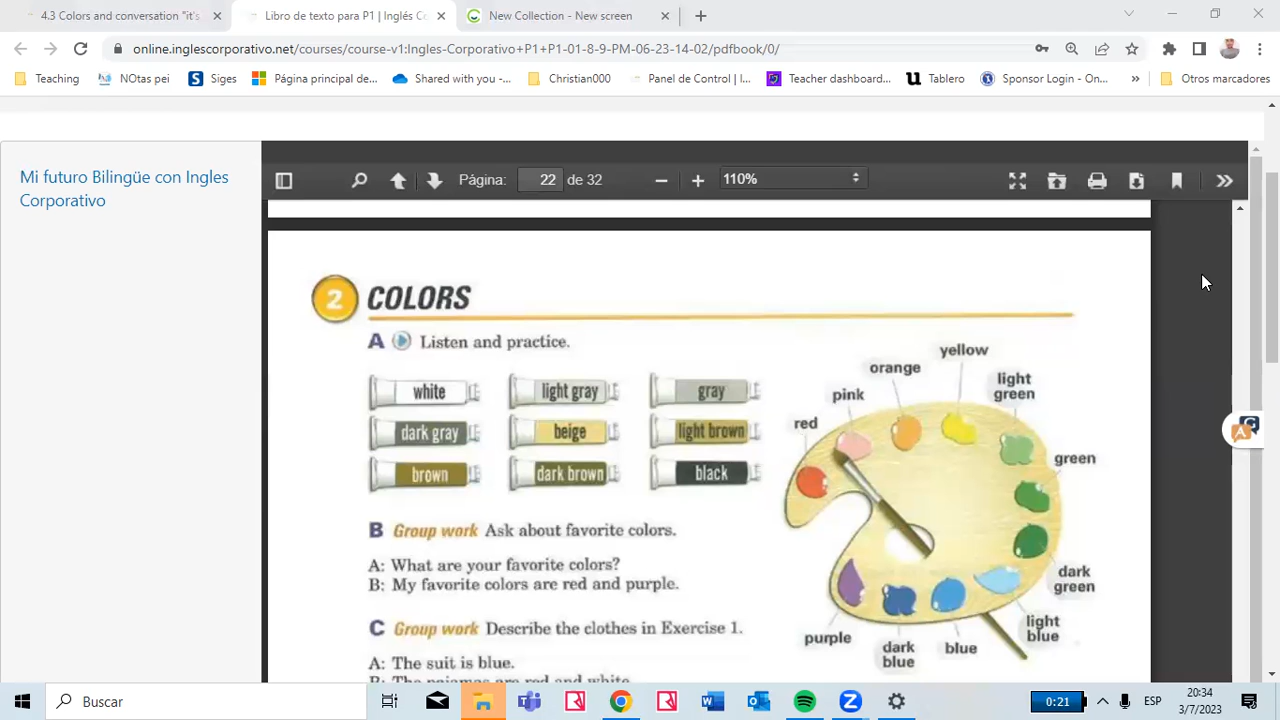 4.3 Colors and conversation "it's
Libro de texto para P1 | Inglés Co
New Collection - New screen
online.inglescorporativo.net/courses/course-v1:Ingles-Corporativo+P1+P1-01-8-9-PM-06-23-14-02/pdfbook/0/
Teaching
NOtas pei
Siges
Página principal de...
Shared with you -...
Christian000
Panel de Control | I...
Teacher dashboard...
Tablero
Sponsor Login - On...
Otros marcadores
Mi futuro Bilingüe con Ingles
Corporativo
Página: 22 de 32
110%
2 COLORS
A Listen and practice.
white light gray gray
dark gray beige light brown
brown dark brown black
yellow
orange
light
green
pink
red
green
dark
green
light
blue
blue
dark
blue
purple
B Group work Ask about favorite colors.
A: What are your favorite colors?
B: My favorite colors are red and purple.
C Group work Describe the clothes in Exercise 1.
A: The suit is blue.
B: The pajamas are red and white.
Buscar
0:21
ESP
20:34
3/7/2023